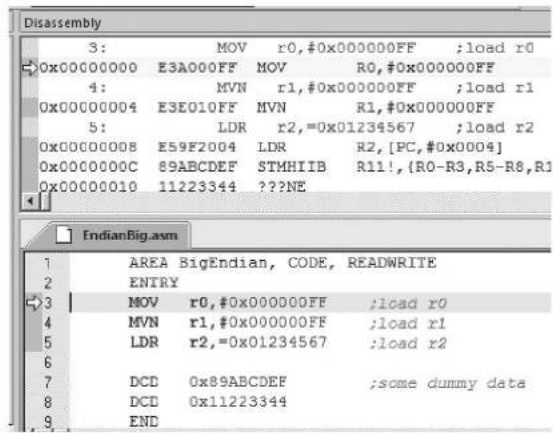 Disassembly
3: MOV r0,#0x000000FF ;load r0
0x00000000 E3A000FF MOV R0,#0x000000FF
4: MVN r1,#0x000000FF ;load r1
0x00000004 E3E010FF MVN R1,#0x000000FF
5: LDR r2,=0x01234567 ;load r2
0x00000008 E59F2004 LDR R2,[PC,#0x0004]
0x0000000C 89ABCDEF STMHIIB R11!,{R0-R3,R5-R8,R1
0x00000010 11223344 ???NE
EndianBig.asm
1 AREA BigEndian, CODE, READWRITE
2 ENTRY
3 MOV r0,#0x000000FF ;load r0
4 MVN r1,#0x000000FF ;load r1
5 LDR r2,=0x01234567 ;load r2
6
7 DCD 0x89ABCDEF ;some dummy data
8 DCD 0x11223344
9 END